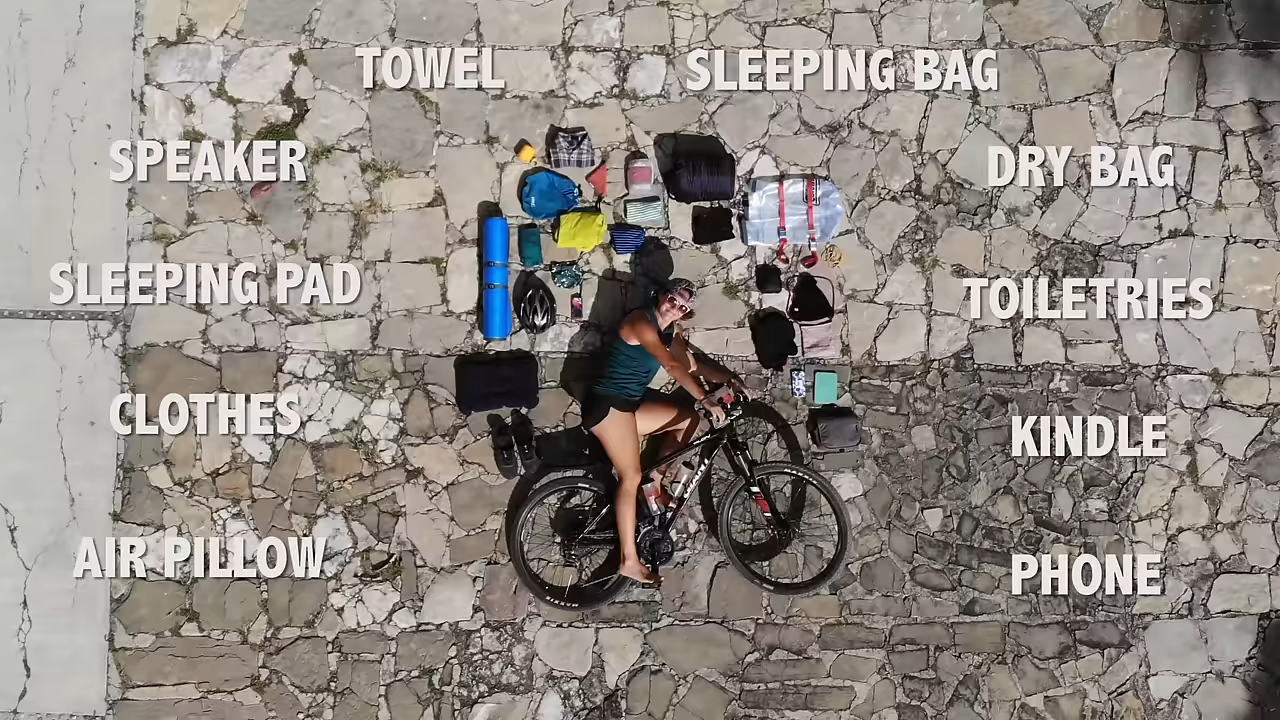 TOWEL
SLEEPING BAG
SPEAKER
DRY BAG
SLEEPING PAD
TOILETRIES
CLOTHES
KINDLE
AIR PILLOW
PHONE